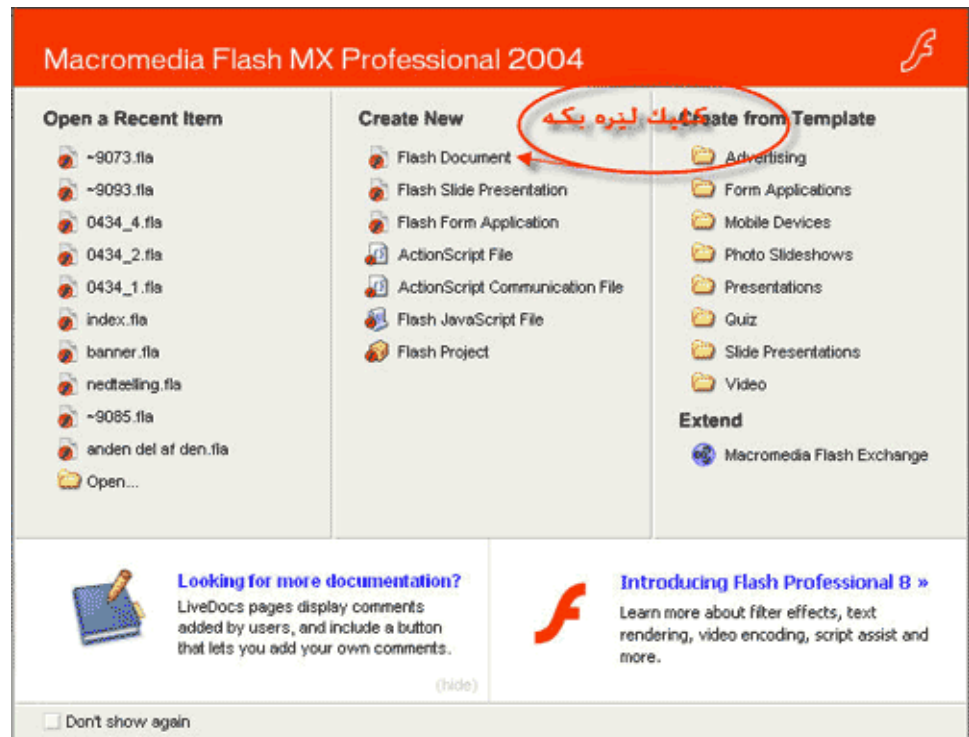 Macromedia Flash MX Professional 2004
Open a Recent Item
~9073.fla
~9093.fla
0434_4.fla
0434_2.fla
0434_1.fla
index.fla
banner.fla
nedtælling.fla
~9085.fla
anden del af den.fla
Open...
Create New
Flash Document
Flash Slide Presentation
Flash Form Application
ActionScript File
ActionScript Communication File
Flash JavaScript File
Flash Project
كليك لێره بكه
Create from Template
Advertising
Form Applications
Mobile Devices
Photo Slideshows
Presentations
Quiz
Slide Presentations
Video
Extend
Macromedia Flash Exchange
Looking for more documentation?
LiveDocs pages display comments
added by users, and include a button
that lets you add your own comments.
(hide)
Introducing Flash Professional 8 »
Learn more about filter effects, text
rendering, video encoding, script assist and
more.
Don't show again